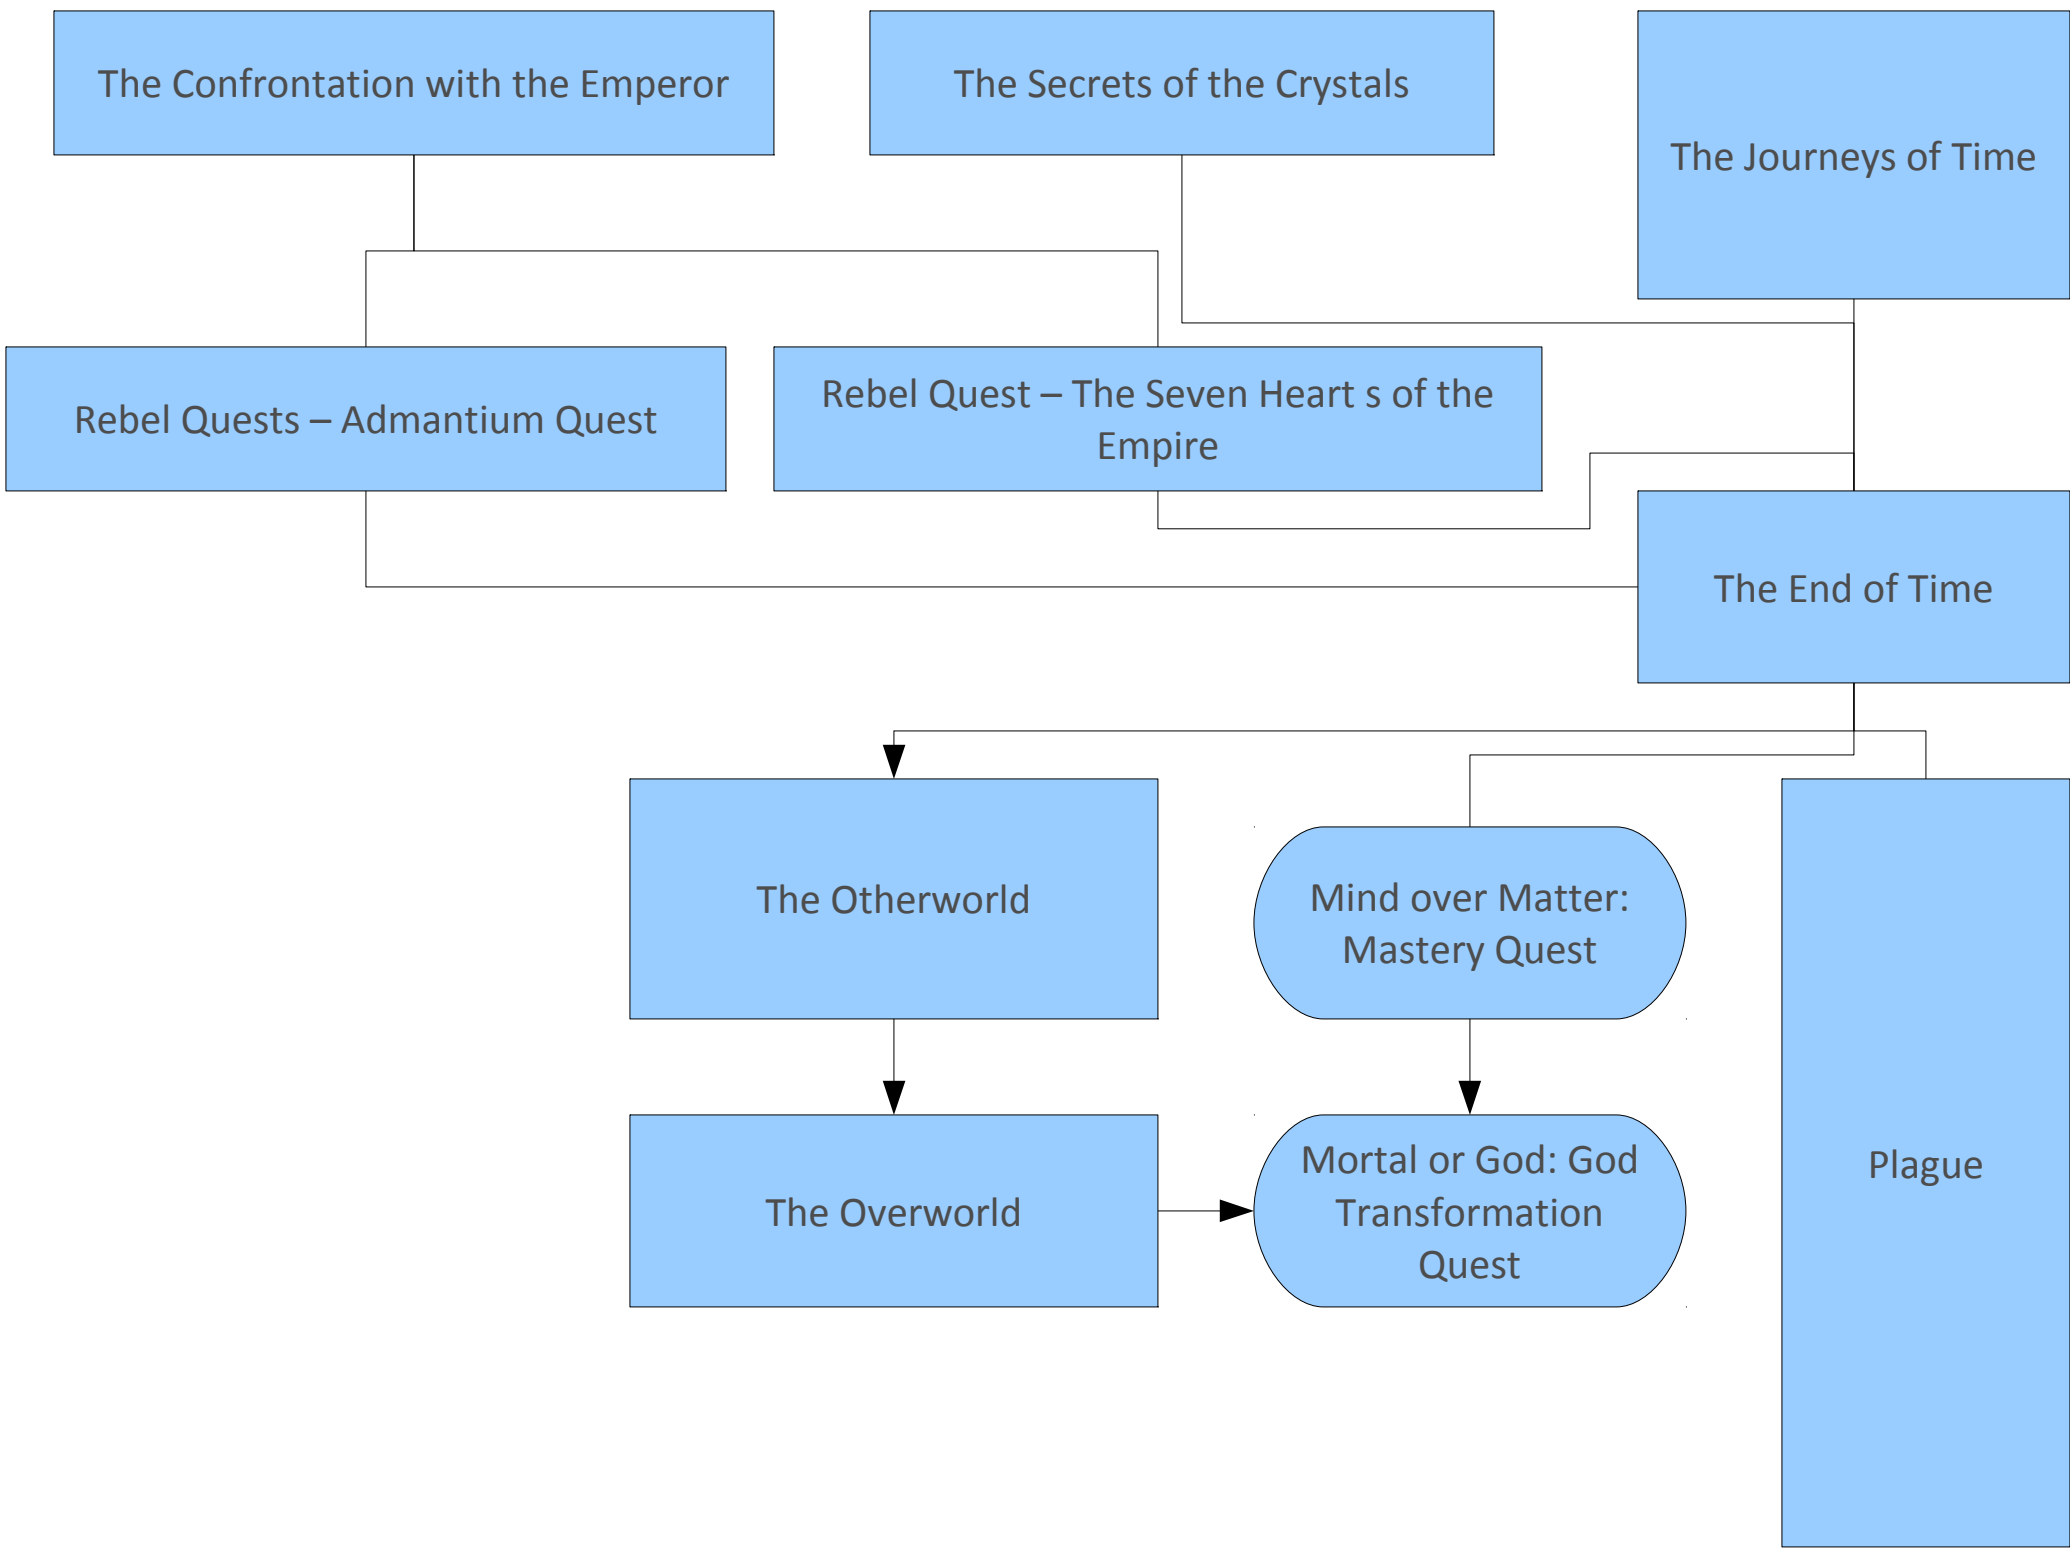 The Confrontation with the Emperor
The Secrets of the Crystals
The Journeys of Time
Rebel Quests – Admantium Quest
Rebel Quest – The Seven Heart s of the
Empire
The End of Time
The Otherworld
Mind over Matter:
Mastery Quest
The Overworld
Mortal or God: God
Transformation
Quest
Plague